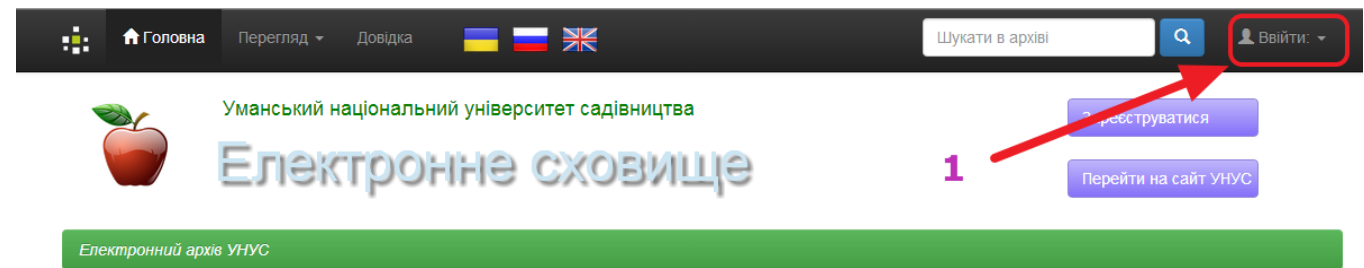 Головна Перегляд Довідка Шукати в архіві Ввійти:
Уманський національний університет садівництва
Зареєструватися
Електронне сховище
1
Перейти на сайт УНУС
Електронний архів УНУС